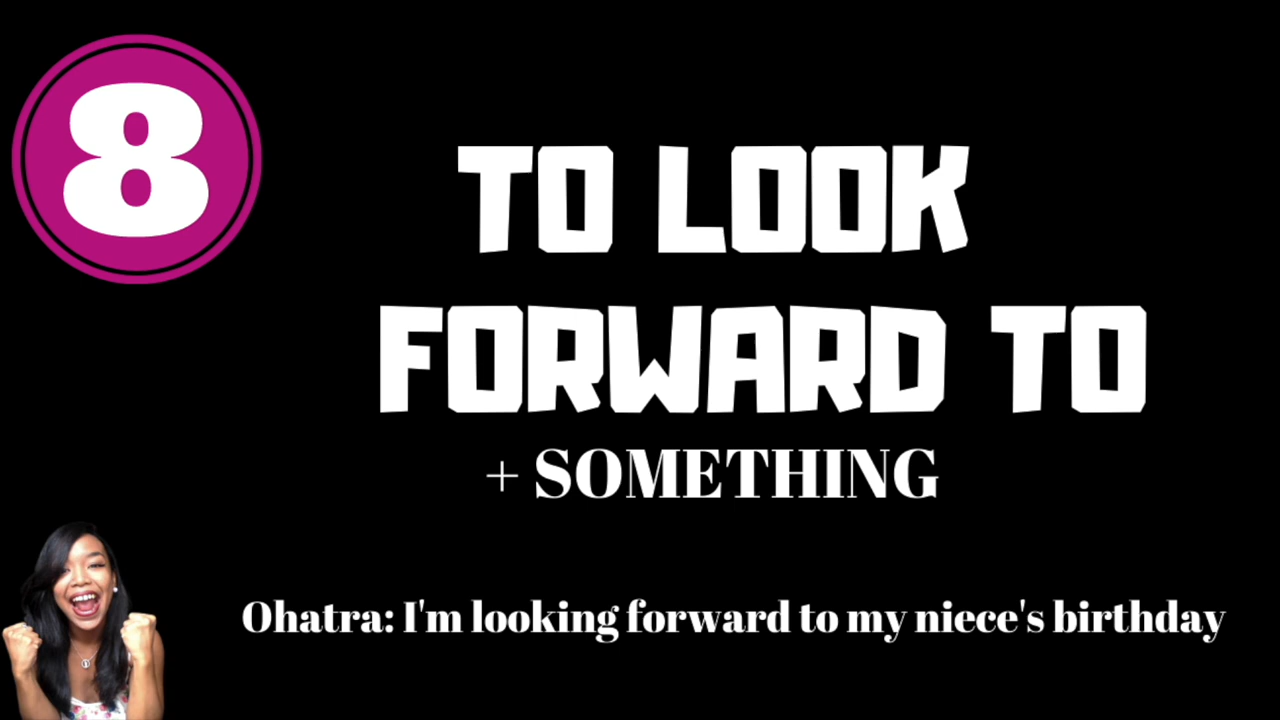 8
TO LOOK
FORWARD TO
+ SOMETHING
Ohatra: I'm looking forward to my niece's birthday